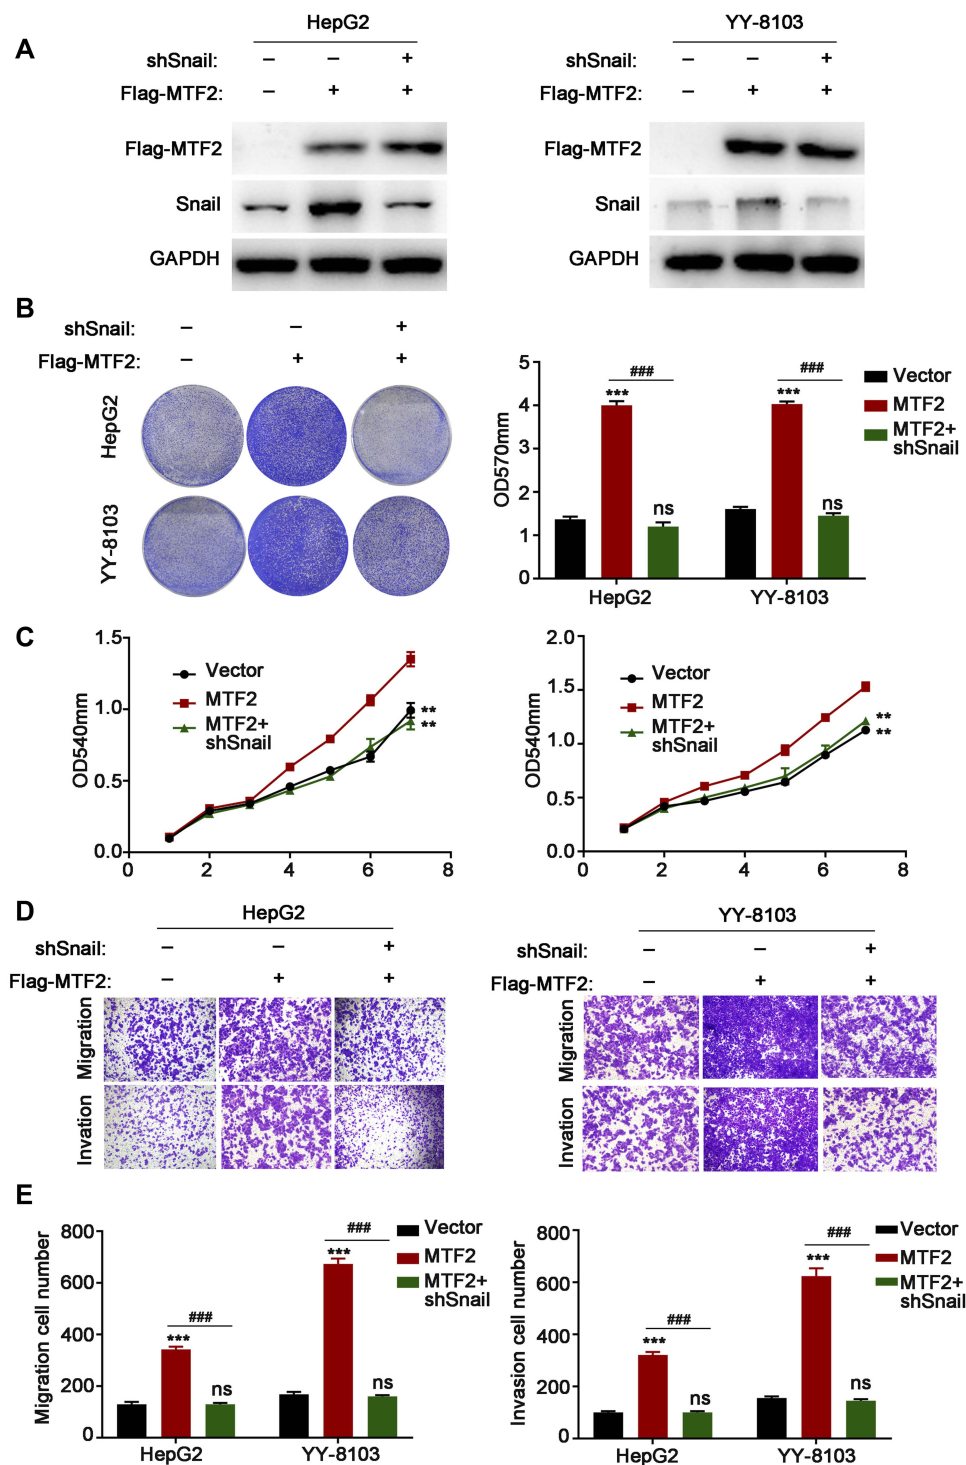 A
HepG2
shSnail: – – +
Flag-MTF2: – + +
Flag-MTF2
Snail
GAPDH
YY-8103
shSnail: – – +
Flag-MTF2: – + +
Flag-MTF2
Snail
GAPDH
B
shSnail: – – +
Flag-MTF2: – + +
HepG2
YY-8103
OD570mm
5
4
3
2
1
0
***
###
ns
***
###
ns
HepG2 YY-8103
Vector
MTF2
MTF2+
shSnail
C
OD540mm
1.5
1.0
0.5
0.0
0 2 4 6 8
Vector
MTF2
MTF2+
shSnail
**
**
OD540mm
2.0
1.5
1.0
0.5
0.0
0 2 4 6 8
Vector
MTF2
MTF2+
shSnail
**
**
D
HepG2
shSnail: – – +
Flag-MTF2: – + +
Migration
Invation
YY-8103
shSnail: – – +
Flag-MTF2: – + +
Migration
Invation
E
Migration cell number
800
600
400
200
0
***
###
ns
***
###
ns
HepG2 YY-8103
Vector
MTF2
MTF2+
shSnail
Invasion cell number
800
600
400
200
0
***
###
ns
***
###
ns
HepG2 YY-8103
Vector
MTF2
MTF2+
shSnail